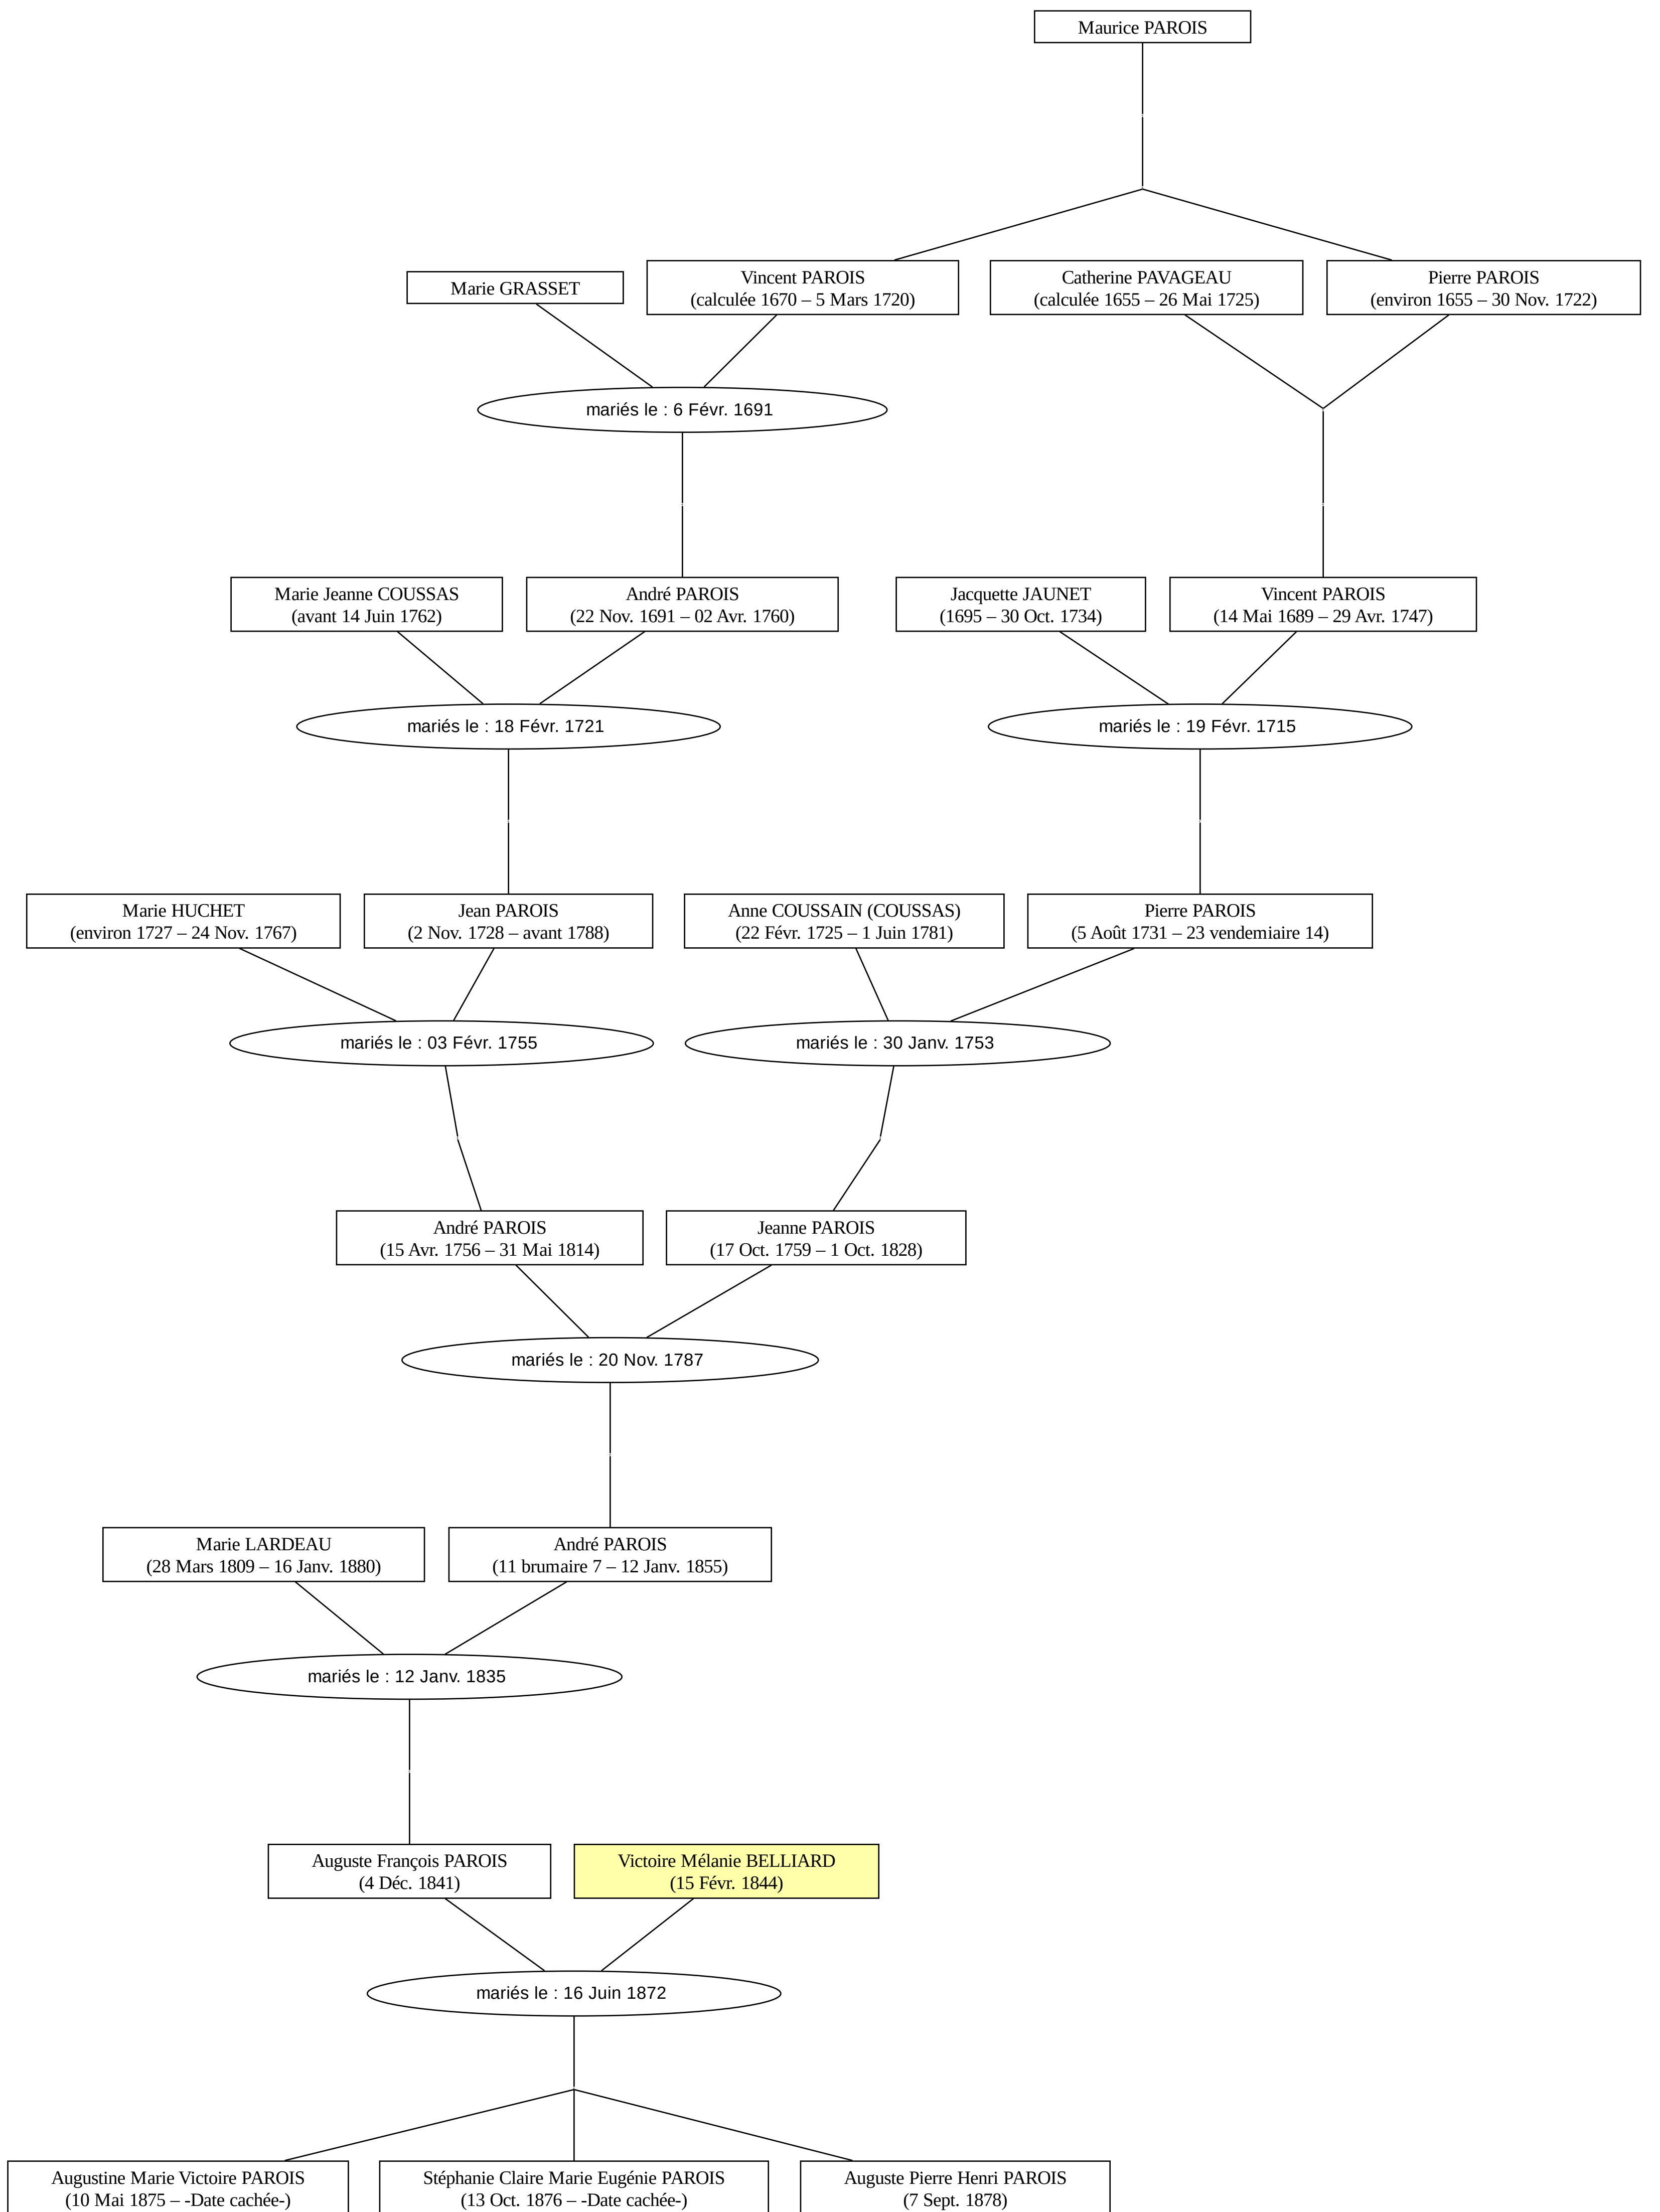 Maurice PAROIS
Marie GRASSET
Vincent PAROIS
(calculée 1670 – 5 Mars 1720)
Catherine PAVAGEAU
(calculée 1655 – 26 Mai 1725)
Pierre PAROIS
(environ 1655 – 30 Nov. 1722)
mariés le : 6 Févr. 1691
Marie Jeanne COUSSAS
(avant 14 Juin 1762)
André PAROIS
(22 Nov. 1691 – 02 Avr. 1760)
Jacquette JAUNET
(1695 – 30 Oct. 1734)
Vincent PAROIS
(14 Mai 1689 – 29 Avr. 1747)
mariés le : 18 Févr. 1721
mariés le : 19 Févr. 1715
Marie HUCHET
(environ 1727 – 24 Nov. 1767)
Jean PAROIS
(2 Nov. 1728 – avant 1788)
Anne COUSSAIN (COUSSAS)
(22 Févr. 1725 – 1 Juin 1781)
Pierre PAROIS
(5 Août 1731 – 23 vendemiaire 14)
mariés le : 03 Févr. 1755
mariés le : 30 Janv. 1753
André PAROIS
(15 Avr. 1756 – 31 Mai 1814)
Jeanne PAROIS
(17 Oct. 1759 – 1 Oct. 1828)
mariés le : 20 Nov. 1787
Marie LARDEAU
(28 Mars 1809 – 16 Janv. 1880)
André PAROIS
(11 brumaire 7 – 12 Janv. 1855)
mariés le : 12 Janv. 1835
Auguste François PAROIS
(4 Déc. 1841)
Victoire Mélanie BELLIARD
(15 Févr. 1844)
mariés le : 16 Juin 1872
Augustine Marie Victoire PAROIS
(10 Mai 1875 – -Date cachée-)
Stéphanie Claire Marie Eugénie PAROIS
(13 Oct. 1876 – -Date cachée-)
Auguste Pierre Henri PAROIS
(7 Sept. 1878)